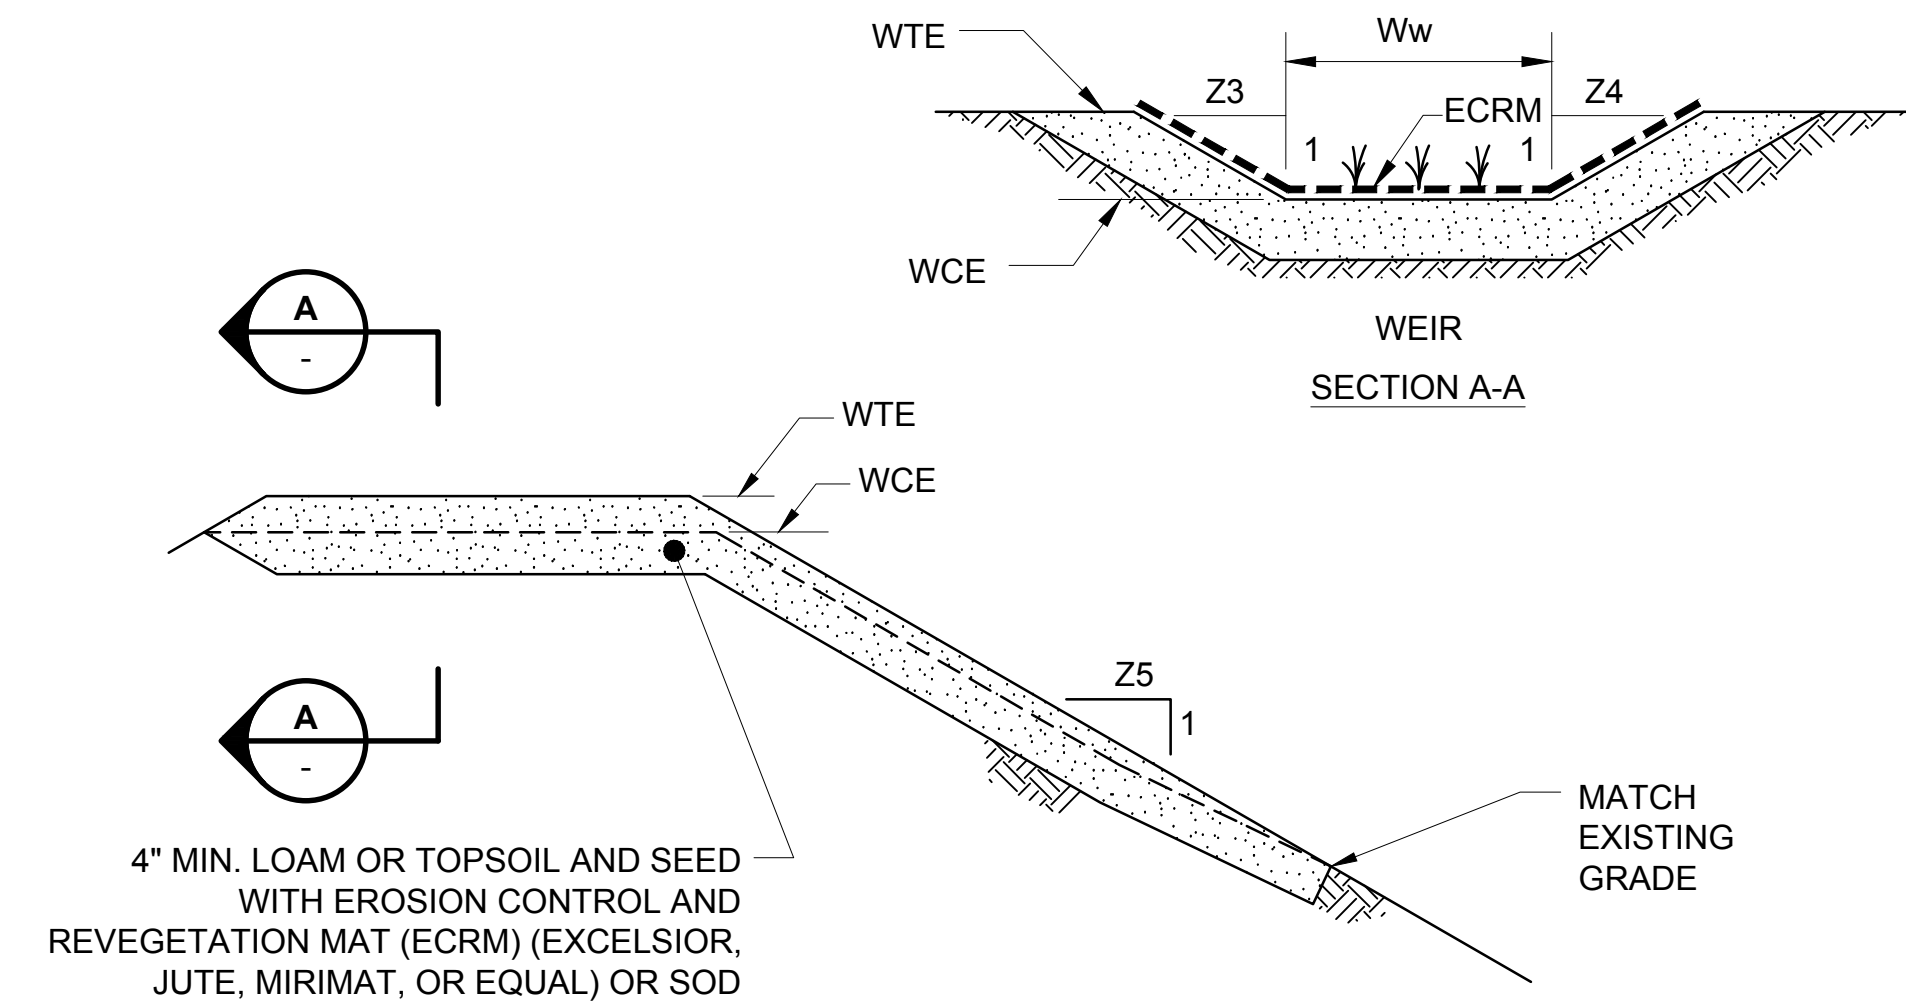 WTE
Ww
Z3
Z4
ECRM
1
1
WCE
WEIR
SECTION A-A
A
-
WTE
WCE
Z5
1
A
-
MATCH
EXISTING
GRADE
4" MIN. LOAM OR TOPSOIL AND SEED
WITH EROSION CONTROL AND
REVEGETATION MAT (ECRM) (EXCELSIOR,
JUTE, MIRIMAT, OR EQUAL) OR SOD